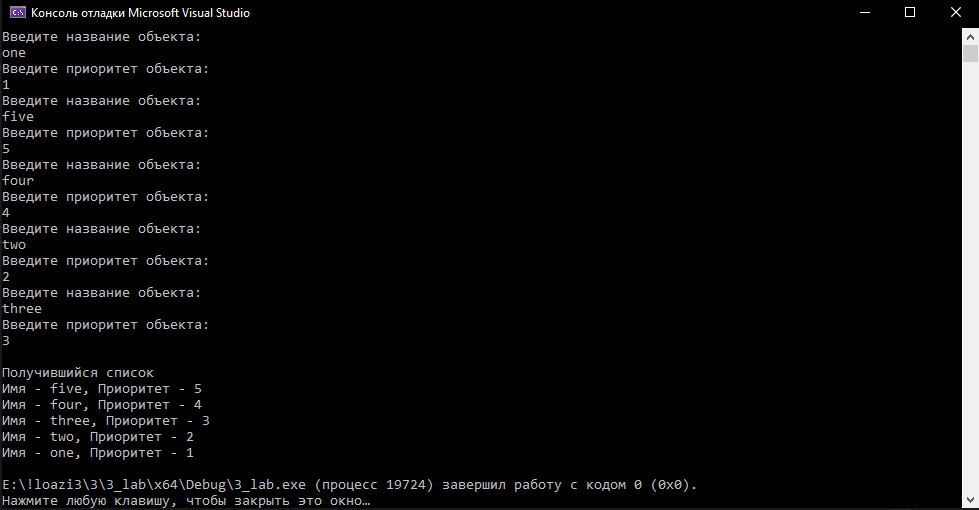 Консоль отладки Microsoft Visual Studio
Введите название объекта:
one
Введите приоритет объекта:
1
Введите название объекта:
five
Введите приоритет объекта:
5
Введите название объекта:
four
Введите приоритет объекта:
4
Введите название объекта:
two
Введите приоритет объекта:
2
Введите название объекта:
three
Введите приоритет объекта:
3
Получившийся список
Имя - five, Приоритет - 5
Имя - four, Приоритет - 4
Имя - three, Приоритет - 3
Имя - two, Приоритет - 2
Имя - one, Приоритет - 1
E:\!loazi3\3\3_lab\x64\Debug\3_lab.exe (процесс 19724) завершил работу с кодом 0 (0x0).
Нажмите любую клавишу, чтобы закрыть это окно…